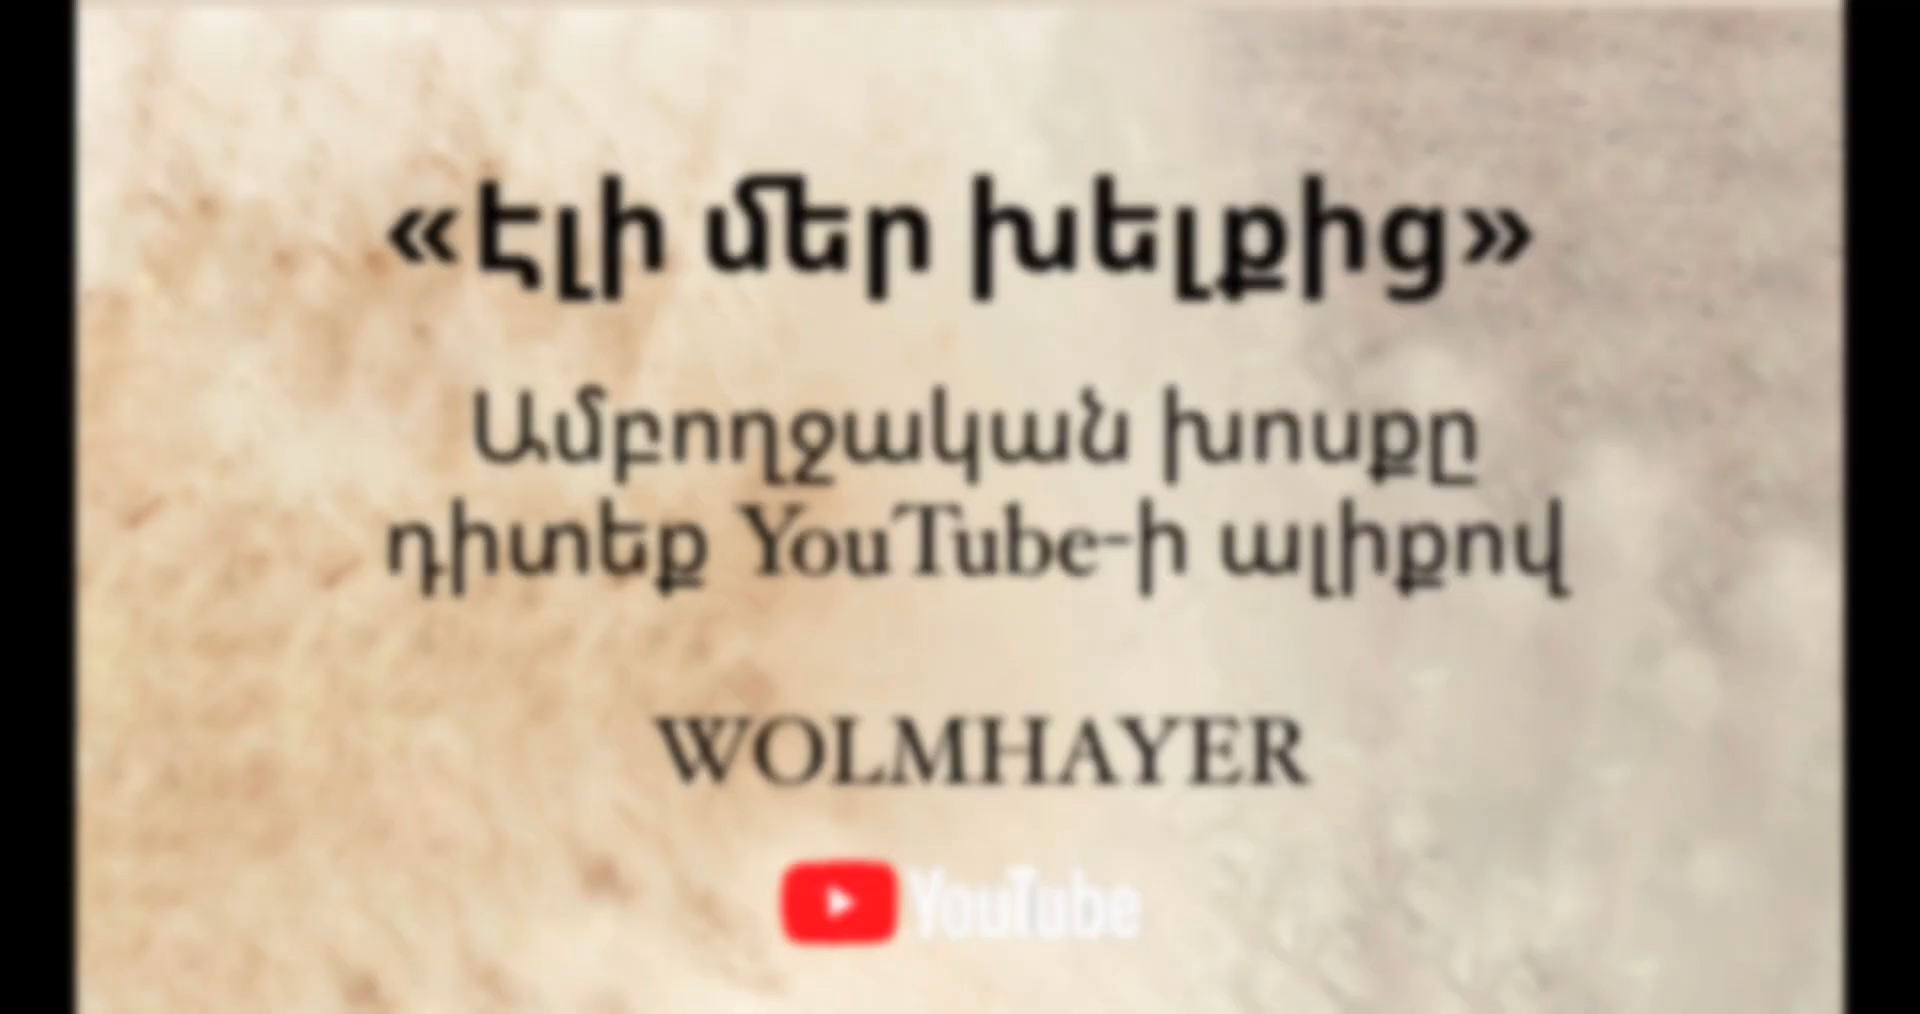 «Էլի մեր խելքից»
Ամբողջական խոսքը
դիտեք YouTube-ի ալիքով
WOLMHAYER
YouTube